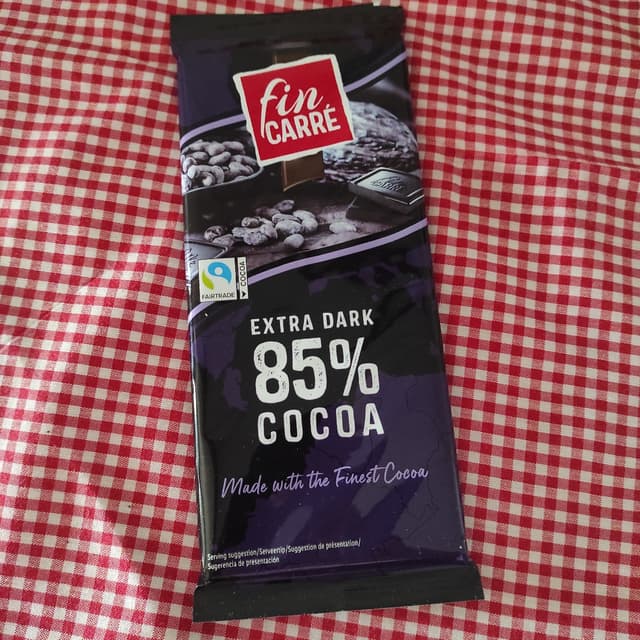 fin
CARRÉ
FAIRTRADE
COCOA
EXTRA DARK
85%
COCOA
Made with the Finest Cocoa
Serving suggestion/Serveertip/Suggestion de présentation/
Sugerencia de presentación